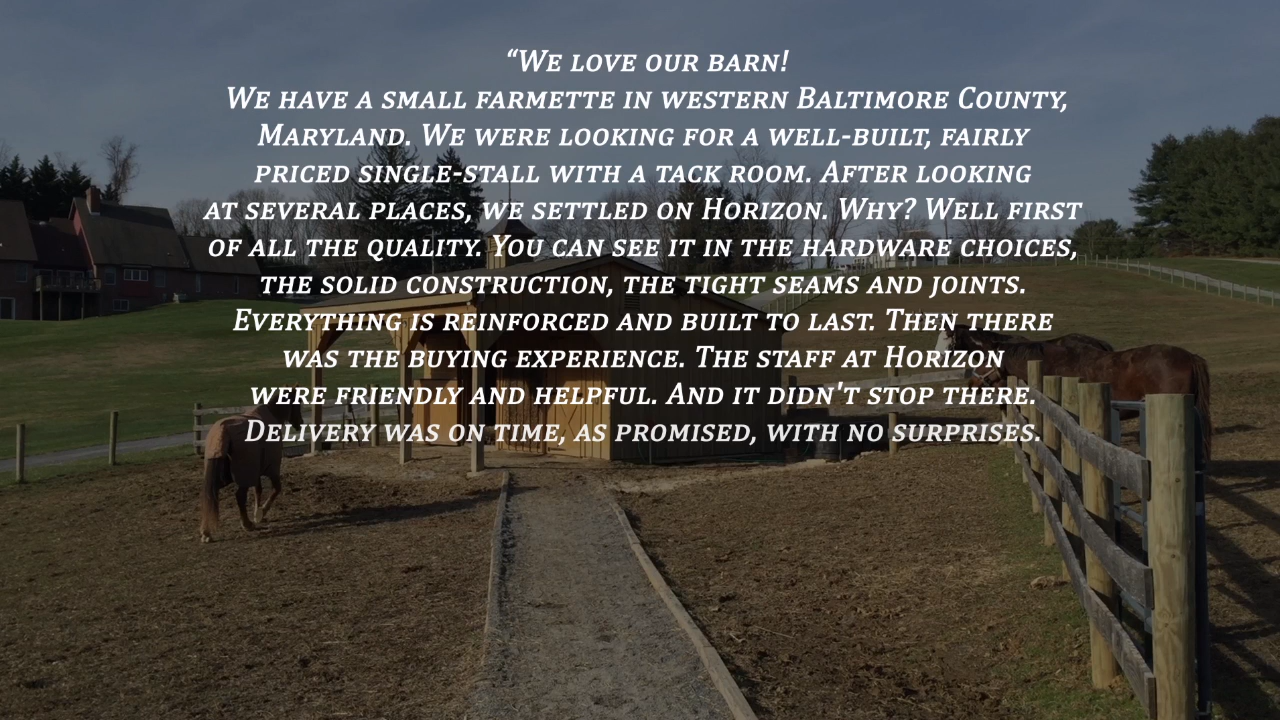 “We love our barn!
We have a small farmette in western Baltimore County,
Maryland. We were looking for a well-built, fairly
priced single-stall with a tack room. After looking
at several places, we settled on Horizon. Why? Well first
of all the quality. You can see it in the hardware choices,
the solid construction, the tight seams and joints.
Everything is reinforced and built to last. Then there
was the buying experience. The staff at Horizon
were friendly and helpful. And it didn't stop there.
Delivery was on time, as promised, with no surprises.